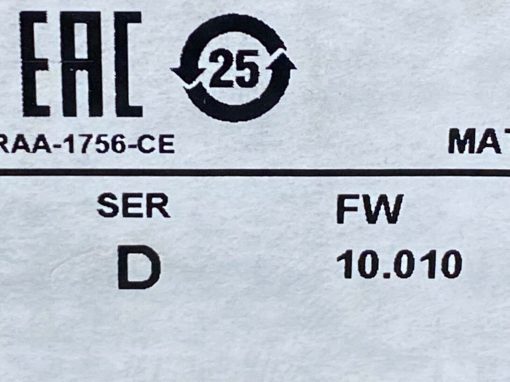 EAC 25
RAA-1756-CE MAT
SER FW
D 10.010